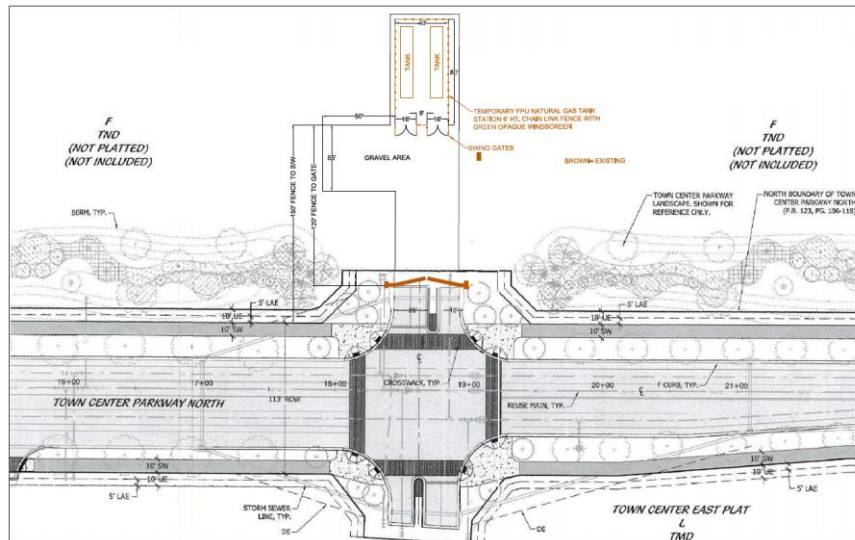 40'
TANK
TANK
80'
TEMPORARY FPU NATURAL GAS TANK
STATION 6' HT. CHAIN LINK FENCE WITH
GREEN OPAQUE WINDSCREEN
SWING GATES
50'
8'
16'
16'
55'
150' FENCE TO S/W
120' FENCE TO GATE
GRAVEL AREA
BROWN= EXISTING
F
TND
(NOT PLATTED)
(NOT INCLUDED)
F
TND
(NOT PLATTED)
(NOT INCLUDED)
BERM, TYP.
TOWN CENTER PARKWAY
LANDSCAPE. SHOWN FOR
REFERENCE ONLY.
NORTH BOUNDARY OF TOWN
CENTER PARKWAY NORTH
(P.B. 123, PG. 106-118)
5' LAE
10' UE
10' SW
5' LAE
10' UE
10' SW
15'
CROSSWALK, TYP.
16+00
17+00
18+00
19+00
20+00
21+00
F CURB, TYP.
REUSE MAIN, TYP.
113' ROW
TOWN CENTER PARKWAY NORTH
10' SW
10' UE
5' LAE
10' SW
10' UE
5' LAE
STORM SEWER
LINE, TYP.
DE
DE
TOWN CENTER EAST PLAT
L
TMD